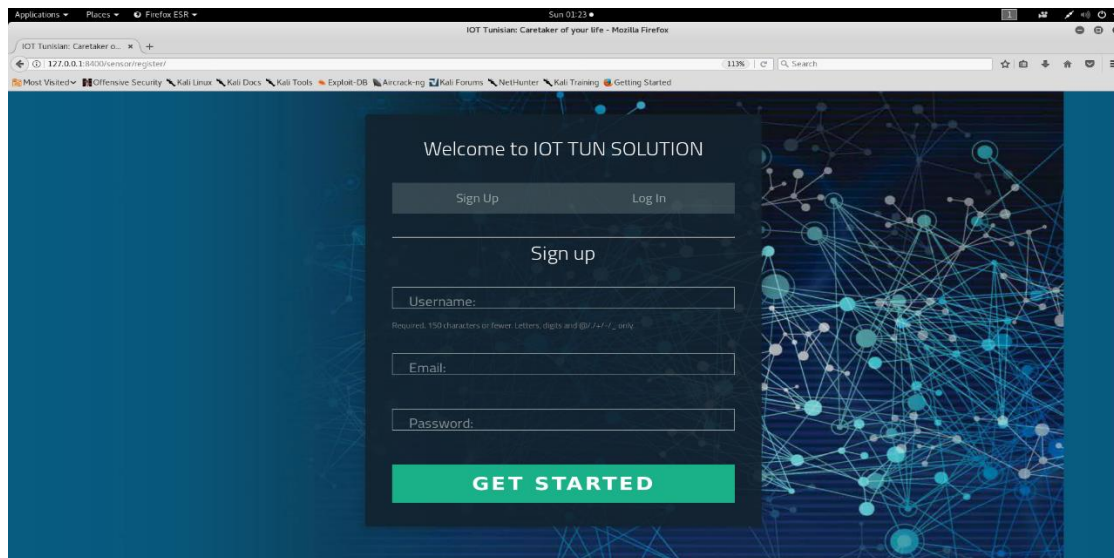 Applications Places Firefox ESR Sun 01:23 1
IOT Tunisian: Caretaker of your life - Mozilla Firefox
IOT Tunisian: Caretaker o...
127.0.0.1:8400/sensor/register/ 113% Search
Most Visited Offensive Security Kali Linux Kali Docs Kali Tools Exploit-DB Aircrack-ng Kali Forums NetHunter Kali Training Getting Started
Welcome to IOT TUN SOLUTION
Sign Up Log In
Sign up
Username:
Required. 150 characters or fewer. Letters, digits and @/./+/-/_ only.
Email:
Password:
GET STARTED